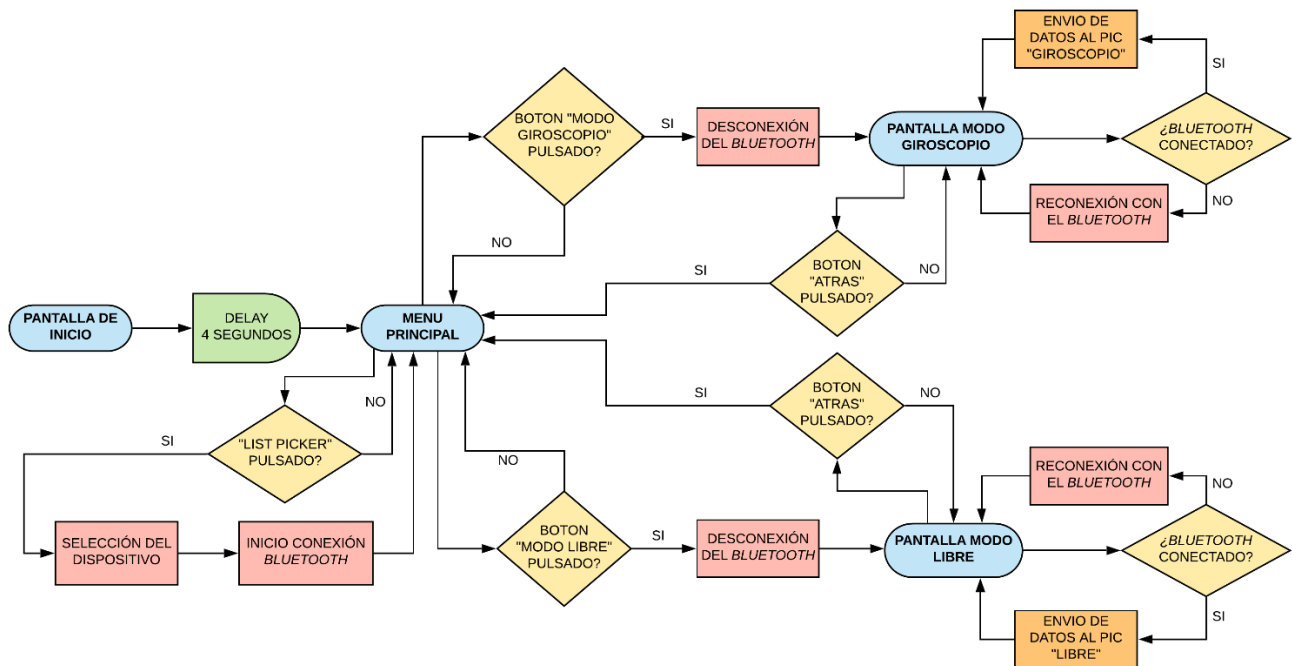 ENVIO DE
DATOS AL PIC
"GIROSCOPIO"
SI
BOTON "MODO
GIROSCOPIO"
PULSADO?
SI
DESCONEXIÓN
DEL BLUETOOTH
PANTALLA MODO
GIROSCOPIO
¿BLUETOOTH
CONECTADO?
RECONEXIÓN CON
EL BLUETOOTH
NO
NO
SI
BOTON
"ATRAS"
PULSADO?
NO
PANTALLA DE
INICIO
DELAY
4 SEGUNDOS
MENU
PRINCIPAL
SI
BOTON
"ATRAS"
PULSADO?
NO
NO
SI
"LIST PICKER"
PULSADO?
NO
RECONEXIÓN CON
EL BLUETOOTH
NO
SELECCIÓN DEL
DISPOSITIVO
INICIO CONEXIÓN
BLUETOOTH
BOTON
"MODO LIBRE"
PULSADO?
SI
DESCONEXIÓN
DEL BLUETOOTH
PANTALLA MODO
LIBRE
¿BLUETOOTH
CONECTADO?
SI
ENVIO DE
DATOS AL PIC
"LIBRE"